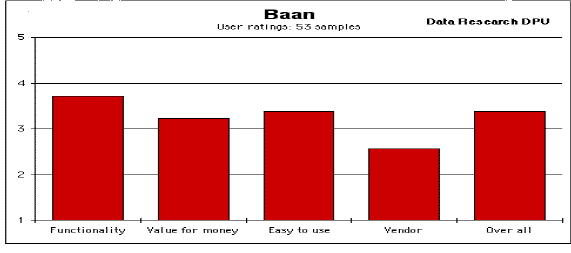 Baan
User ratings: 53 samples
Data Research DPU
5
4
3
2
1
Functionality
Value for money
Easy to use
Vendor
Over all